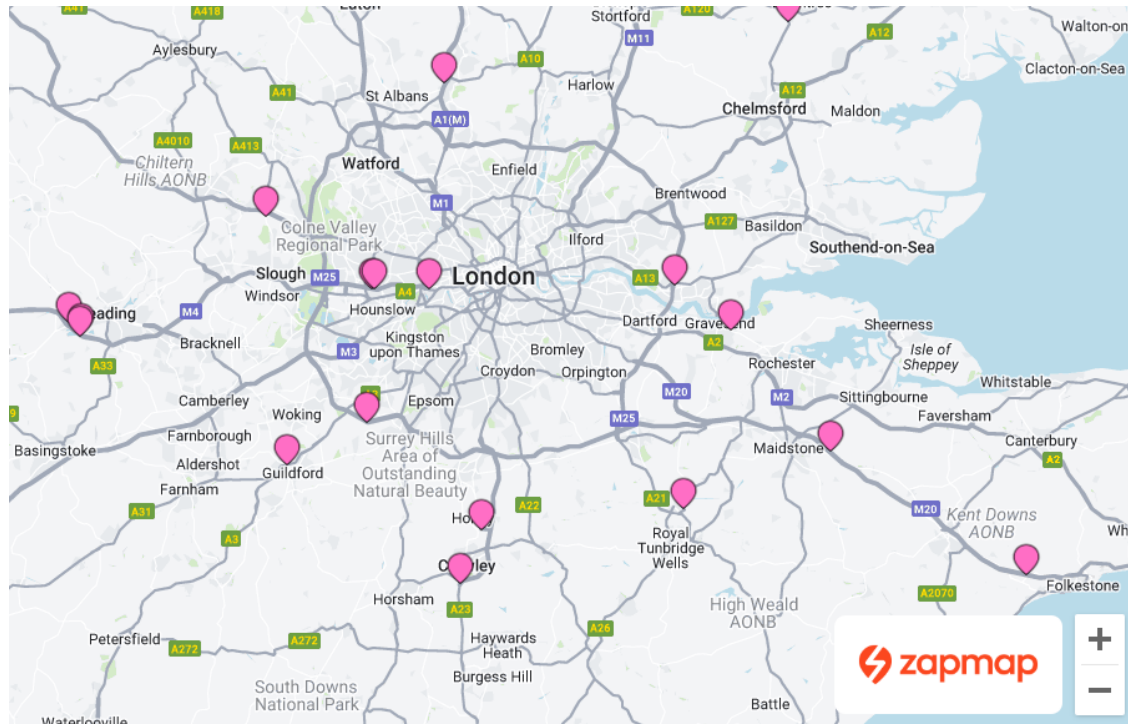 A41
A418
Stortford
A120
A12
Walton-on-
Aylesbury
M11
A10
Clacton-on-Sea
Harlow
A41
St Albans
A12
Chelmsford
Maldon
A1(M)
A4010
A413
Chiltern
Hills AONB
Watford
Enfield
Brentwood
M1
A127
Basildon
Colne Valley
Regional Park
Ilford
Southend-on-Sea
Slough
M25
London
A13
Windsor
A4
Hounslow
M4
Dartford
Sheerness
Bracknell
Kingston
upon Thames
A2
M3
Bromley
Rochester
Isle of
Sheppey
A33
Croydon
Orpington
M20
Whitstable
Camberley
Woking
Epsom
M2
Sittingbourne
M25
Faversham
Farnborough
Basingstoke
Surrey Hills
Area of
Outstanding
Natural Beauty
Maidstone
Canterbury
Aldershot
Guildford
A2
Farnham
A21
A22
A31
M20
Kent Downs
AONB
A3
Royal
Tunbridge
Wells
Wh
Folkestone
Horsham
A23
A2070
High Weald
AONB
A26
Petersfield
A272
A272
Haywards
Heath
zapmap
Burgess Hill
South Downs
National Park
Battle
Waterlooville
+
−